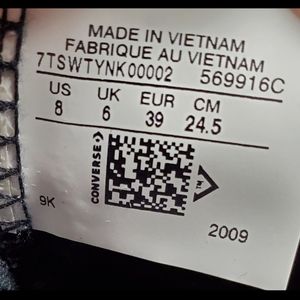 MADE IN VIETNAM
FABRIQUE AU VIETNAM
7TSWTYNK00002 569916C
US UK EUR CM
8 6 39 24.5
CONVERSE
9K 2009